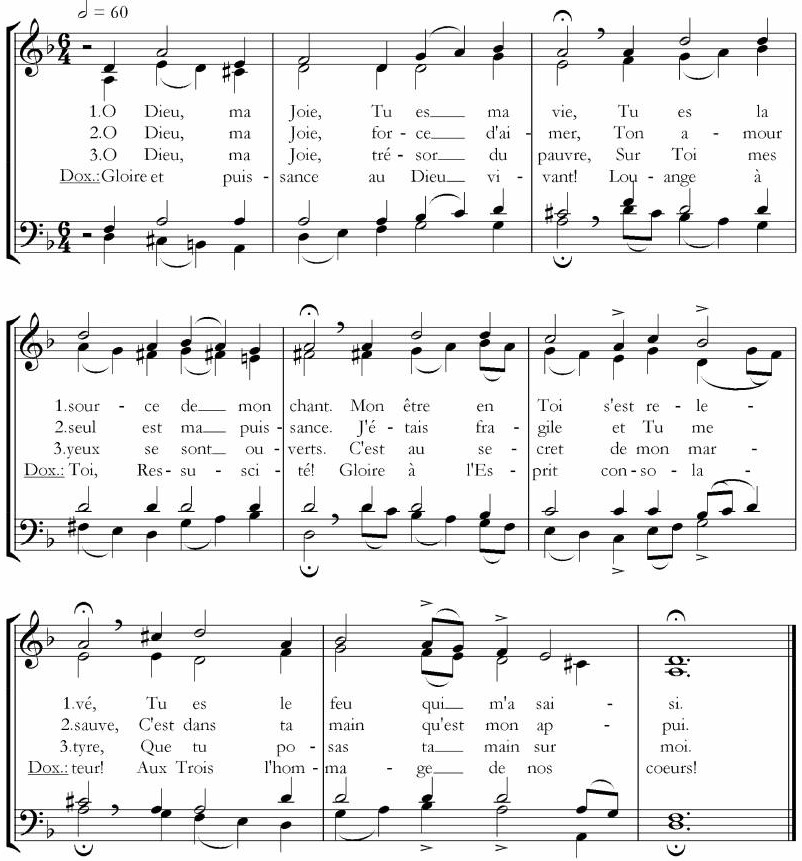 = 60
6 4
1.O Dieu, ma Joie, Tu es ma vie, Tu es la
2.O Dieu, ma Joie, for - ce d'ai - mer, Ton a - mour
3.O Dieu, ma Joie, tré - sor du pauvre, Sur Toi mes
Dox.:Gloire et puis - sance au Dieu vi - vant! Lou - ange à
6 4
1.sour - ce de mon chant. Mon être en Toi s'est re - le -
2.seul est ma puis - sance. J'é - tais fra - gile et Tu me
3.yeux se sont ou - verts. C'est au se - cret de mon mar -
Dox.: Toi, Res - su - sci - té! Gloire à l'Es - prit con - so - la -
1.vé, Tu es le feu qui m'a sai - si.
2.sauve, C'est dans ta main qu'est mon ap - pui.
3.tyre, Que tu po - sas ta main sur moi.
Dox.: teur! Aux Trois l'hom - ma - ge de nos coeurs!